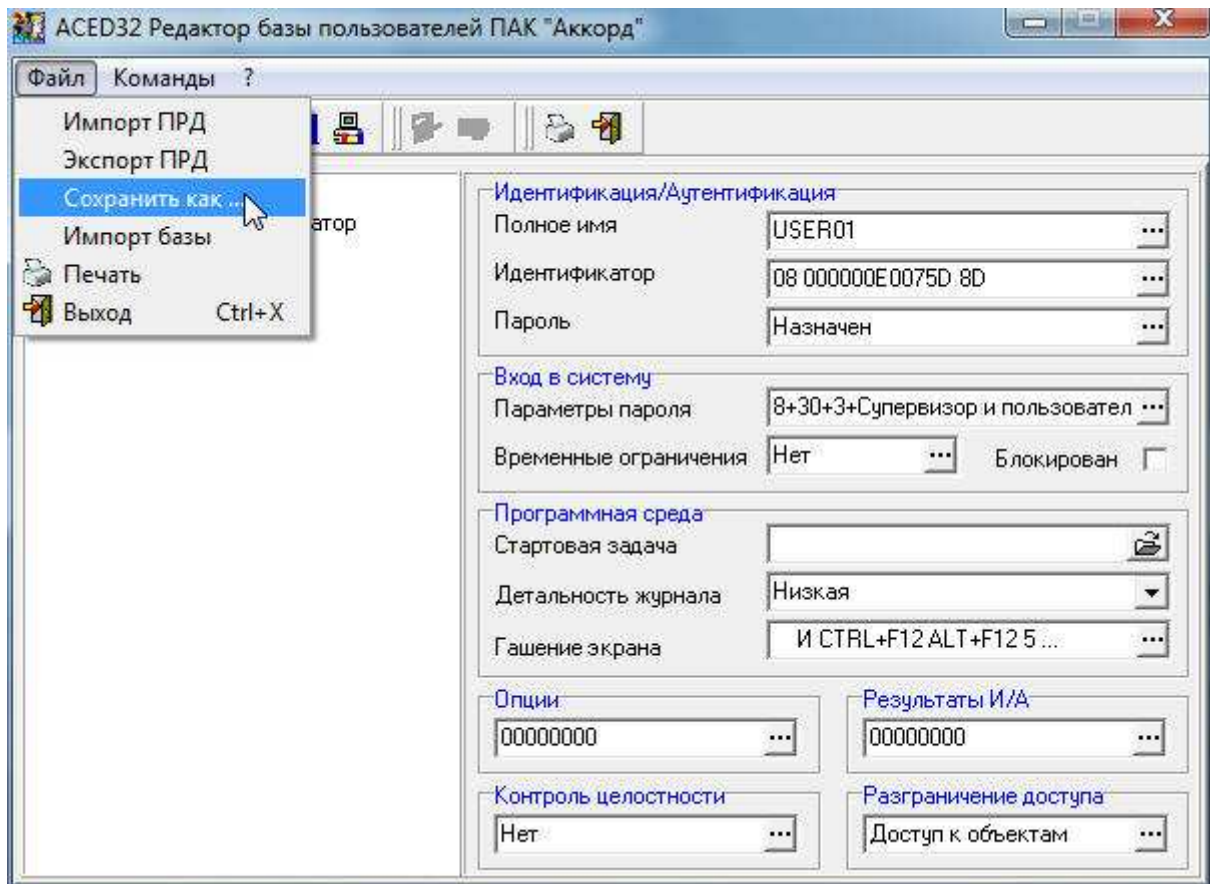 ACED32 Редактор базы пользователей ПАК "Аккорд"
Файл Команды ?
Импорт ПРД
Экспорт ПРД
Сохранить как ...
Импорт базы
Печать
Выход Ctrl+X
атор
Идентификация/Аутентификация
Полное имя USER01 ...
Идентификатор 08 000000E0075D 8D ...
Пароль Назначен ...
Вход в систему
Параметры пароля 8+30+3+Супервизор и пользовател ...
Временные ограничения Нет ... Блокирован
Программная среда
Стартовая задача
Детальность журнала Низкая
Гашение экрана И CTRL+F12 ALT+F12 5 ... ...
Опции Результаты И/А
00000000 ... 00000000 ...
Контроль целостности Разграничение доступа
Нет ... Доступ к объектам ...